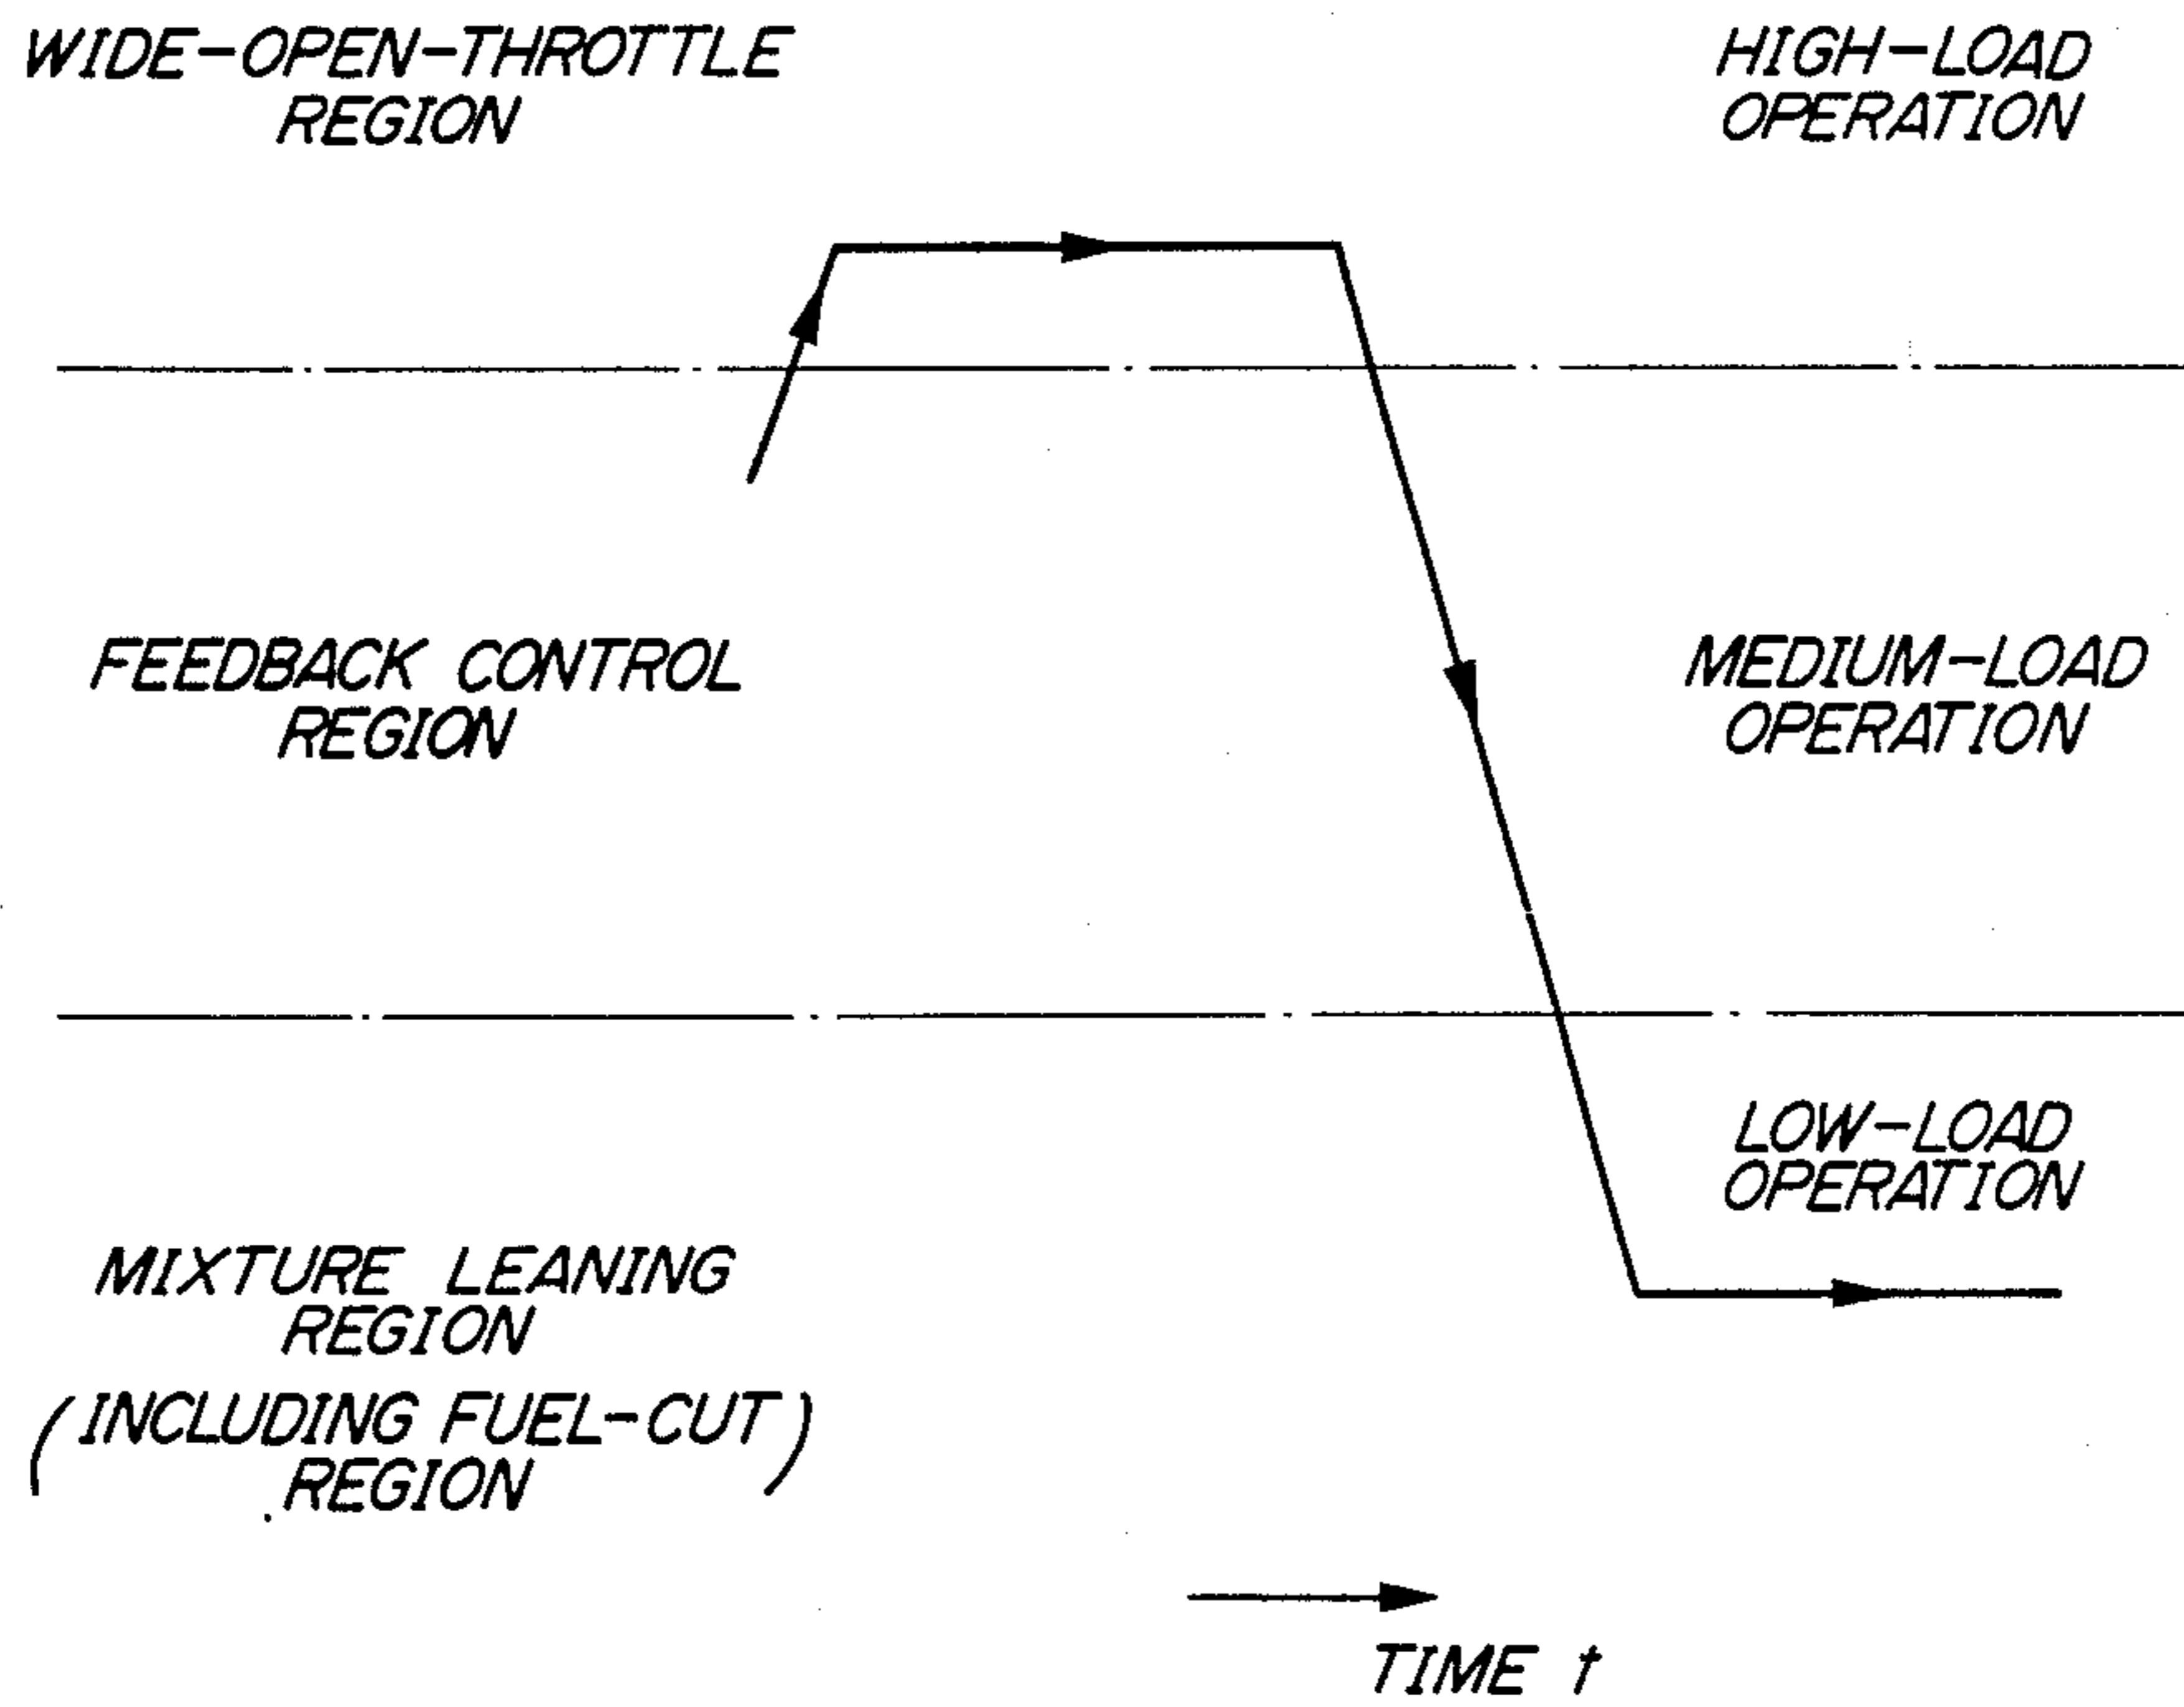 WIDE-OPEN-THROTTLE
REGION
HIGH-LOAD
OPERATION
FEEDBACK CONTROL
REGION
MEDIUM-LOAD
OPERATION
LOW-LOAD
OPERATION
MIXTURE LEANING
REGION
(INCLUDING FUEL-CUT)
REGION
TIME t